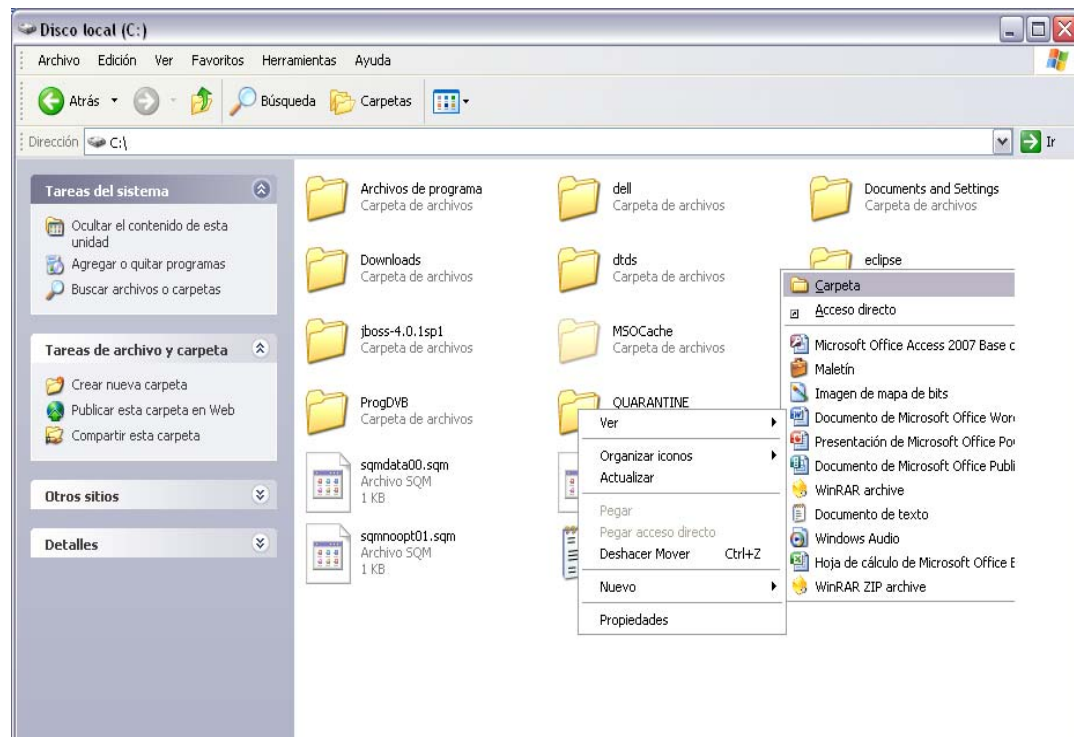 Disco local (C:)
Archivo Edición Ver Favoritos Herramientas Ayuda
Atrás Búsqueda Carpetas
Dirección C:\ Ir
Tareas del sistema
Ocultar el contenido de esta
unidad
Agregar o quitar programas
Buscar archivos o carpetas
Tareas de archivo y carpeta
Crear nueva carpeta
Publicar esta carpeta en Web
Compartir esta carpeta
Otros sitios
Detalles
Archivos de programa
Carpeta de archivos
dell
Carpeta de archivos
Documents and Settings
Carpeta de archivos
Downloads
Carpeta de archivos
dtds
Carpeta de archivos
eclipse
jboss-4.0.1sp1
Carpeta de archivos
MSOCache
Carpeta de archivos
ProgDVB
Carpeta de archivos
QUARANTINE
sqmdata00.sqm
Archivo SQM
1 KB
sqmnoopt01.sqm
Archivo SQM
1 KB
Ver
Organizar iconos
Actualizar
Pegar
Pegar acceso directo
Deshacer Mover Ctrl+Z
Nuevo
Propiedades
Carpeta
Acceso directo
Microsoft Office Access 2007 Base
Maletín
Imagen de mapa de bits
Documento de Microsoft Office
Presentación de Microsoft Office
Documento de Microsoft Office Publi
WinRAR archive
Documento de texto
Windows Audio
Hoja de cálculo de Microsoft Office
WinRAR ZIP archive